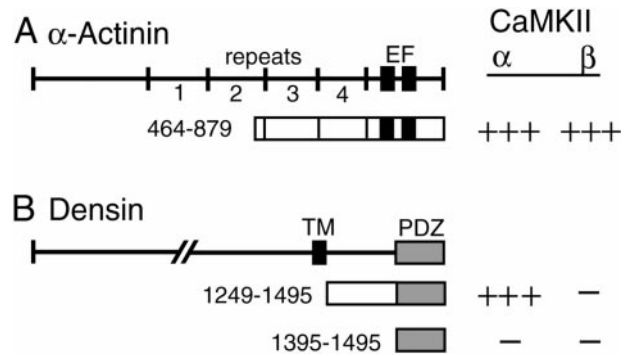 A α-Actinin
CaMKII
repeats
EF
α β
1 2 3 4
464-879
+++ +++
B Densin
TM
PDZ
1249-1495
+++ −
1395-1495
− −